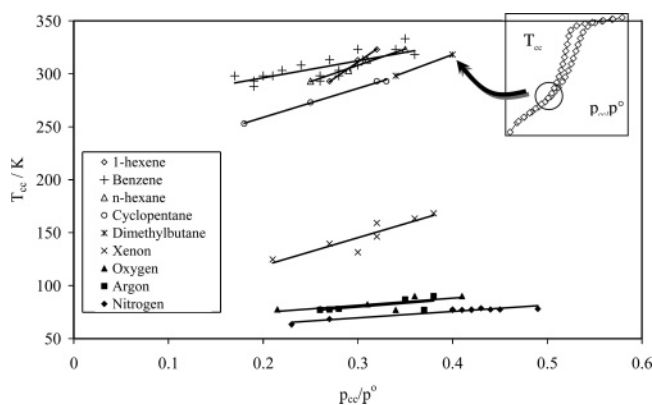 350
300
250
200
150
100
50
T_cc / K
0
0.1
0.2
0.3
0.4
0.5
0.6
p_cc/p°
1-hexene
Benzene
n-hexane
Cyclopentane
Dimethylbutane
Xenon
Oxygen
Argon
Nitrogen
T_cc
p_cc/p°